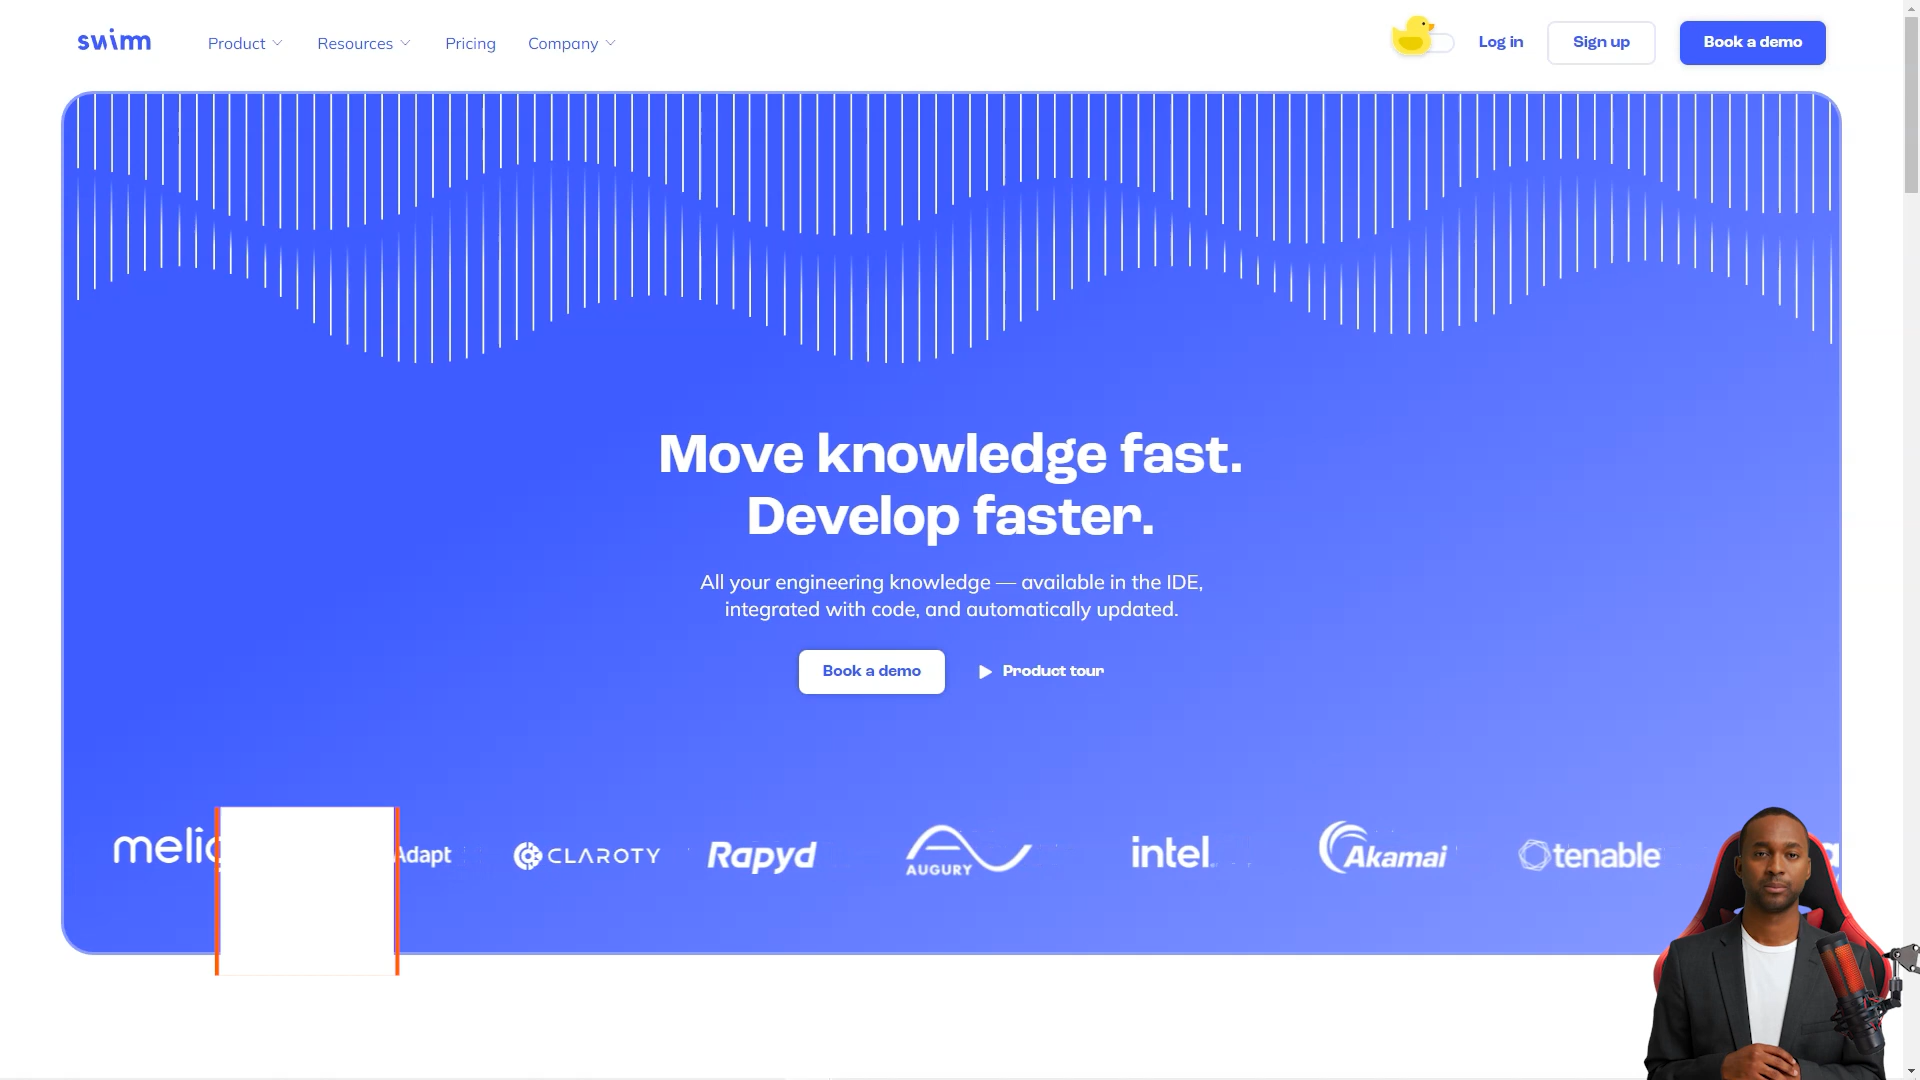 swimm
Product
Resources
Pricing
Company
Log in
Sign up
Book a demo
Move knowledge fast.
Develop faster.
All your engineering knowledge — available in the IDE,
integrated with code, and automatically updated.
Book a demo
Product tour
Adapt
CLAROTY
Rapyd
AUGURY
intel
Akamai
tenable